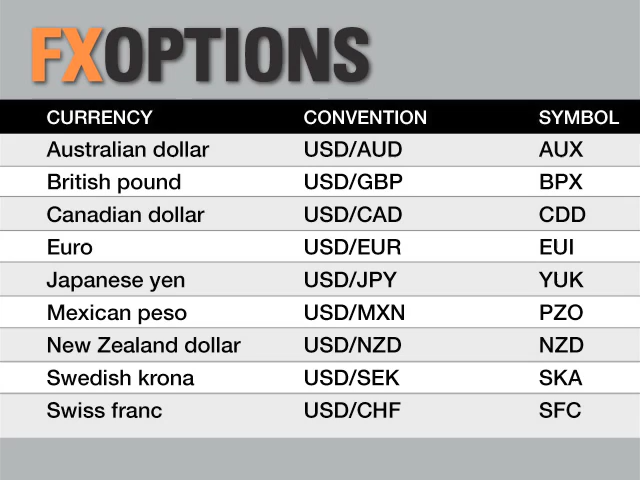 FXOPTIONS
CURRENCY CONVENTION SYMBOL
Australian dollar USD/AUD AUX
British pound USD/GBP BPX
Canadian dollar USD/CAD CDD
Euro USD/EUR EUI
Japanese yen USD/JPY YUK
Mexican peso USD/MXN PZO
New Zealand dollar USD/NZD NZD
Swedish krona USD/SEK SKA
Swiss franc USD/CHF SFC